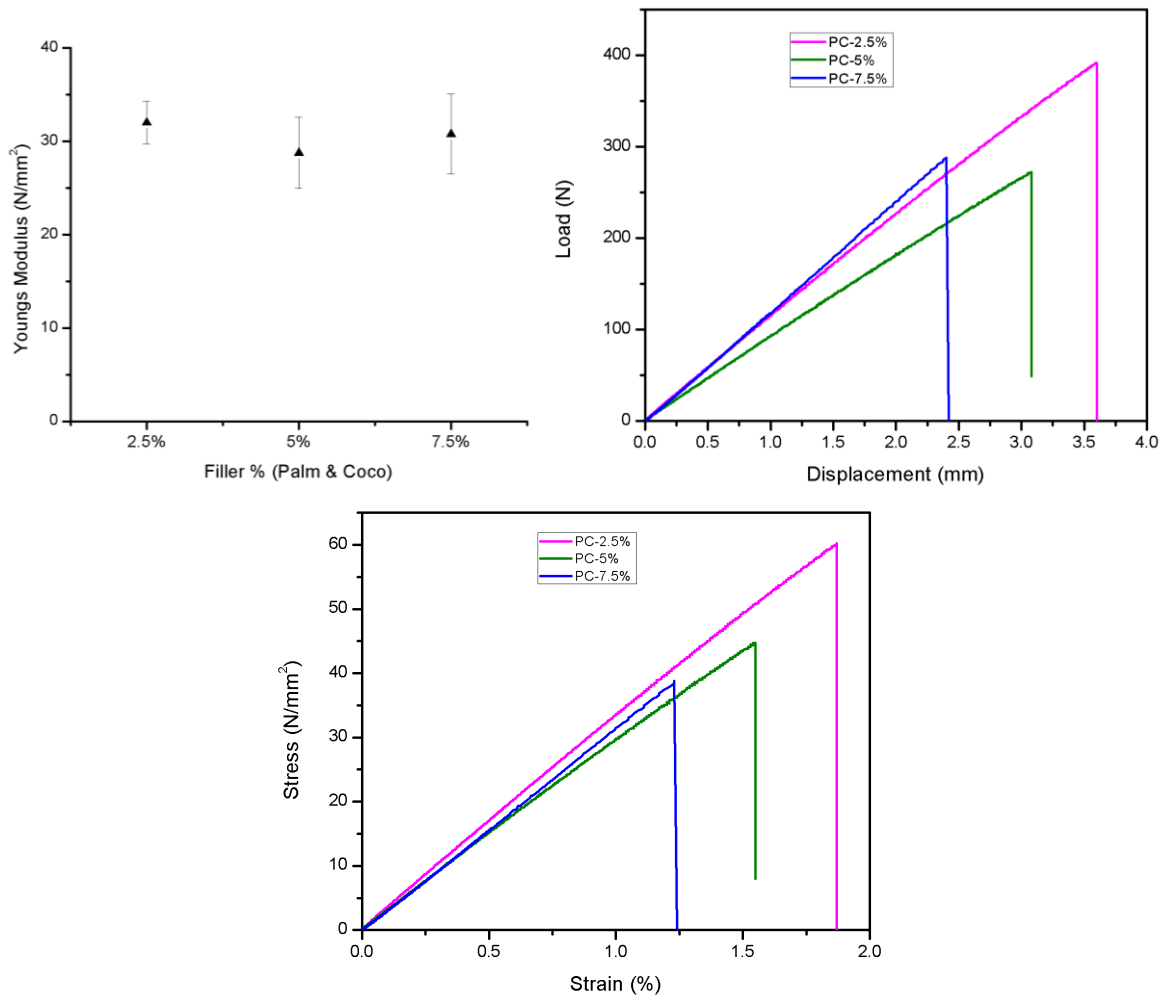 40
30
20
10
0
Youngs Modulus (N/mm²)
2.5%
5%
7.5%
Filler % (Palm & Coco)
PC-2.5%
PC-5%
PC-7.5%
400
300
200
100
0
Load (N)
0.0
0.5
1.0
1.5
2.0
2.5
3.0
3.5
4.0
Displacement (mm)
PC-2.5%
PC-5%
PC-7.5%
60
50
40
30
20
10
0
Stress (N/mm²)
0.0
0.5
1.0
1.5
2.0
Strain (%)